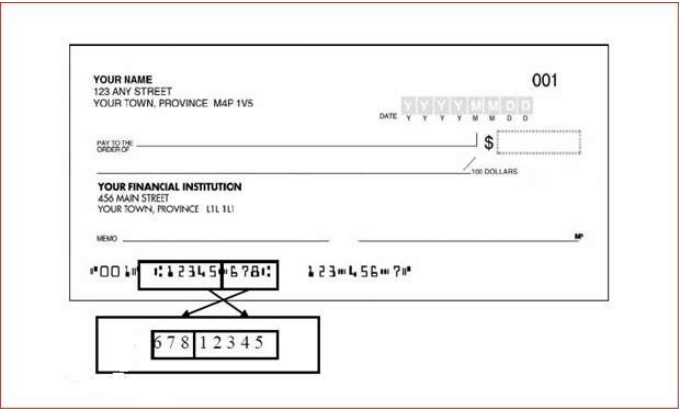 YOUR NAME
001
123 ANY STREET
YOUR TOWN, PROVINCE M4P 1V5
Y Y Y Y M M D D
DATE Y Y Y Y M M D D
PAY TO THE
ORDER OF
$
100 DOLLARS
YOUR FINANCIAL INSTITUTION
456 MAIN STREET
YOUR TOWN, PROVINCE L1L 1L1
MEMO
MP
⑈001⑈ ⑆12345⑉678⑆ 123⑉456⑉7⑈
678 12345